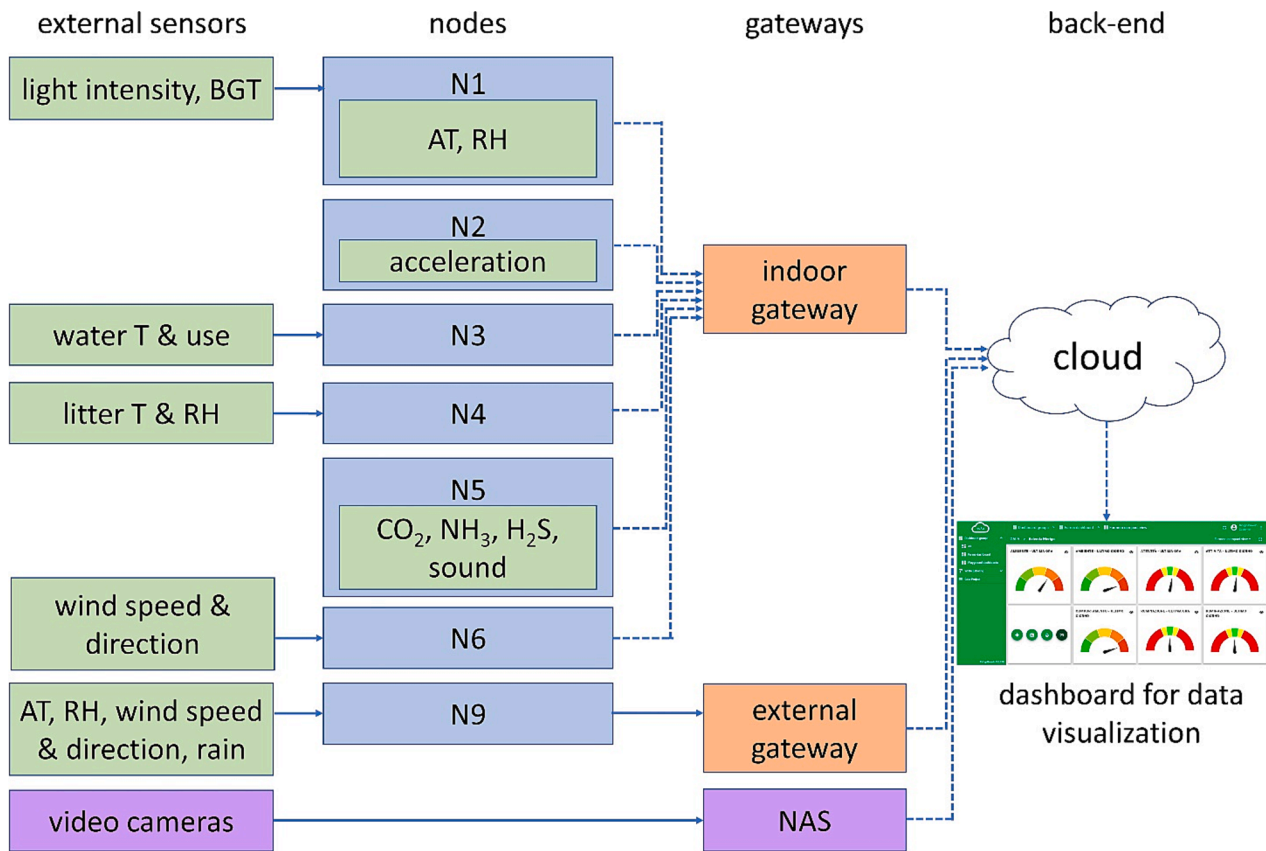 external sensors
nodes
gateways
back-end
light intensity, BGT
N1
AT, RH
N2
acceleration
indoor
gateway
water T & use
N3
cloud
litter T & RH
N4
N5
CO₂, NH₃, H₂S,
sound
wind speed &
direction
N6
dashboard for data
visualization
AT, RH, wind speed
& direction, rain
N9
external
gateway
video cameras
NAS